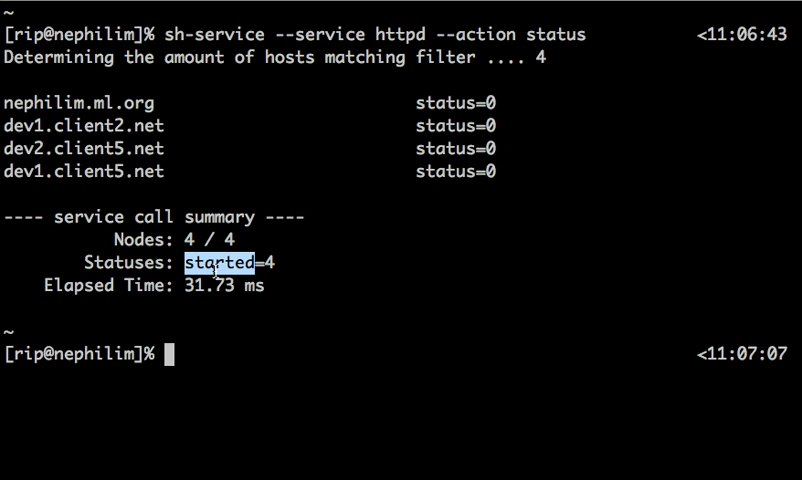 ~
[rip@nephilim]% sh-service --service httpd --action status <11:06:43
Determining the amount of hosts matching filter .... 4
nephilim.ml.org status=0
dev1.client2.net status=0
dev2.client5.net status=0
dev1.client5.net status=0
---- service call summary ----
Nodes: 4 / 4
Statuses: started=4
Elapsed Time: 31.73 ms
~
[rip@nephilim]% <11:07:07